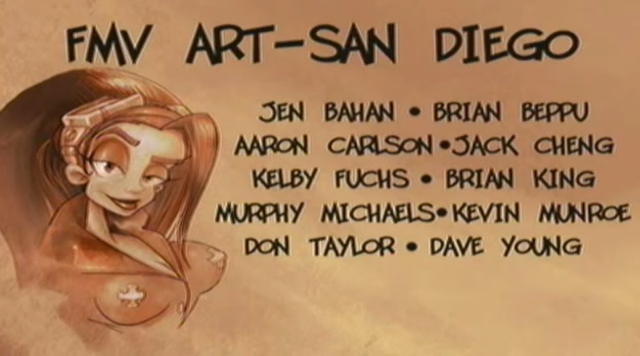 FMV ART-SAN DIEGO
JEN BAHAN • BRIAN BEPPU
AARON CARLSON • JACK CHENG
KELBY FUCHS • BRIAN KING
MURPHY MICHAELS • KEVIN MUNROE
DON TAYLOR • DAVE YOUNG